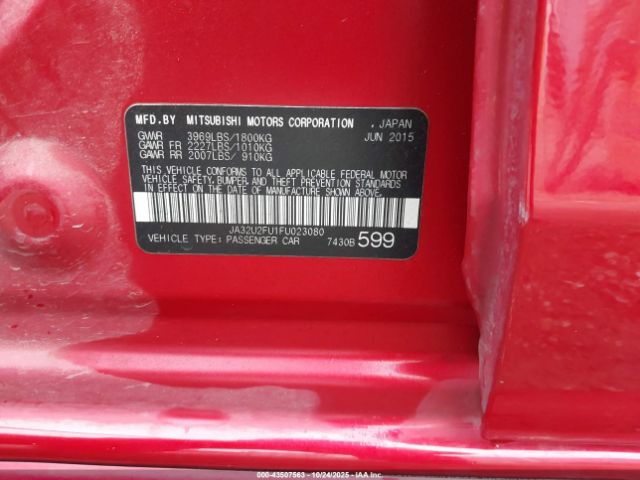 MFD.BY MITSUBISHI MOTORS CORPORATION , JAPAN
GVWR 3969LBS/1800KG JUN 2015
GAWR FR 2227LBS/1010KG
GAWR RR 2007LBS/ 910KG
THIS VEHICLE CONFORMS TO ALL APPLICABLE FEDERAL MOTOR
VEHICLE SAFETY,BUMPER AND THEFT PREVENTION STANDARDS
IN EFFECT ON THE DATE OF MANUFACTURE SHOWN ABOVE.
JA32U2FU1FU023080
VEHICLE TYPE: PASSENGER CAR 7430B 599
000-43507563 - 10/24/2025 - IAAI.com